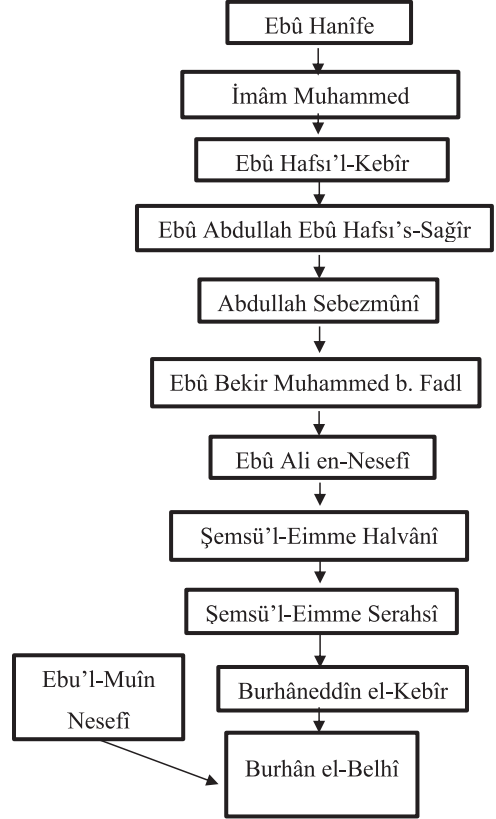 Ebû Hanîfe
İmâm Muhammed
Ebû Hafsı’l-Kebîr
Ebû Abdullah Ebû Hafsı’s-Sağîr
Abdullah Sebezmûnî
Ebû Bekir Muhammed b. Fadl
Ebû Ali en-Nesefî
Şemsü’l-Eimme Halvânî
Şemsü’l-Eimme Serahsî
Ebu’l-Muîn
Nesefî
Burhâneddîn el-Kebîr
Burhân el-Belhî